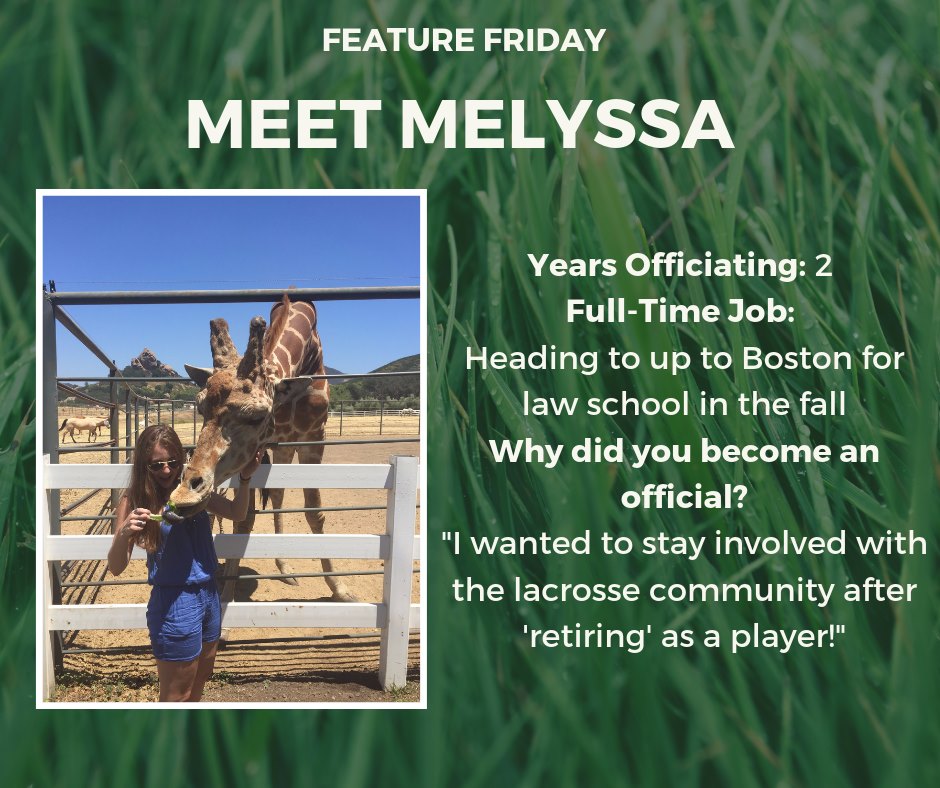 FEATURE FRIDAY
MEET MELYSSA
Years Officiating: 2
Full-Time Job:
Heading to up to Boston for
law school in the fall
Why did you become an
official?
"I wanted to stay involved with
the lacrosse community after
'retiring' as a player!"